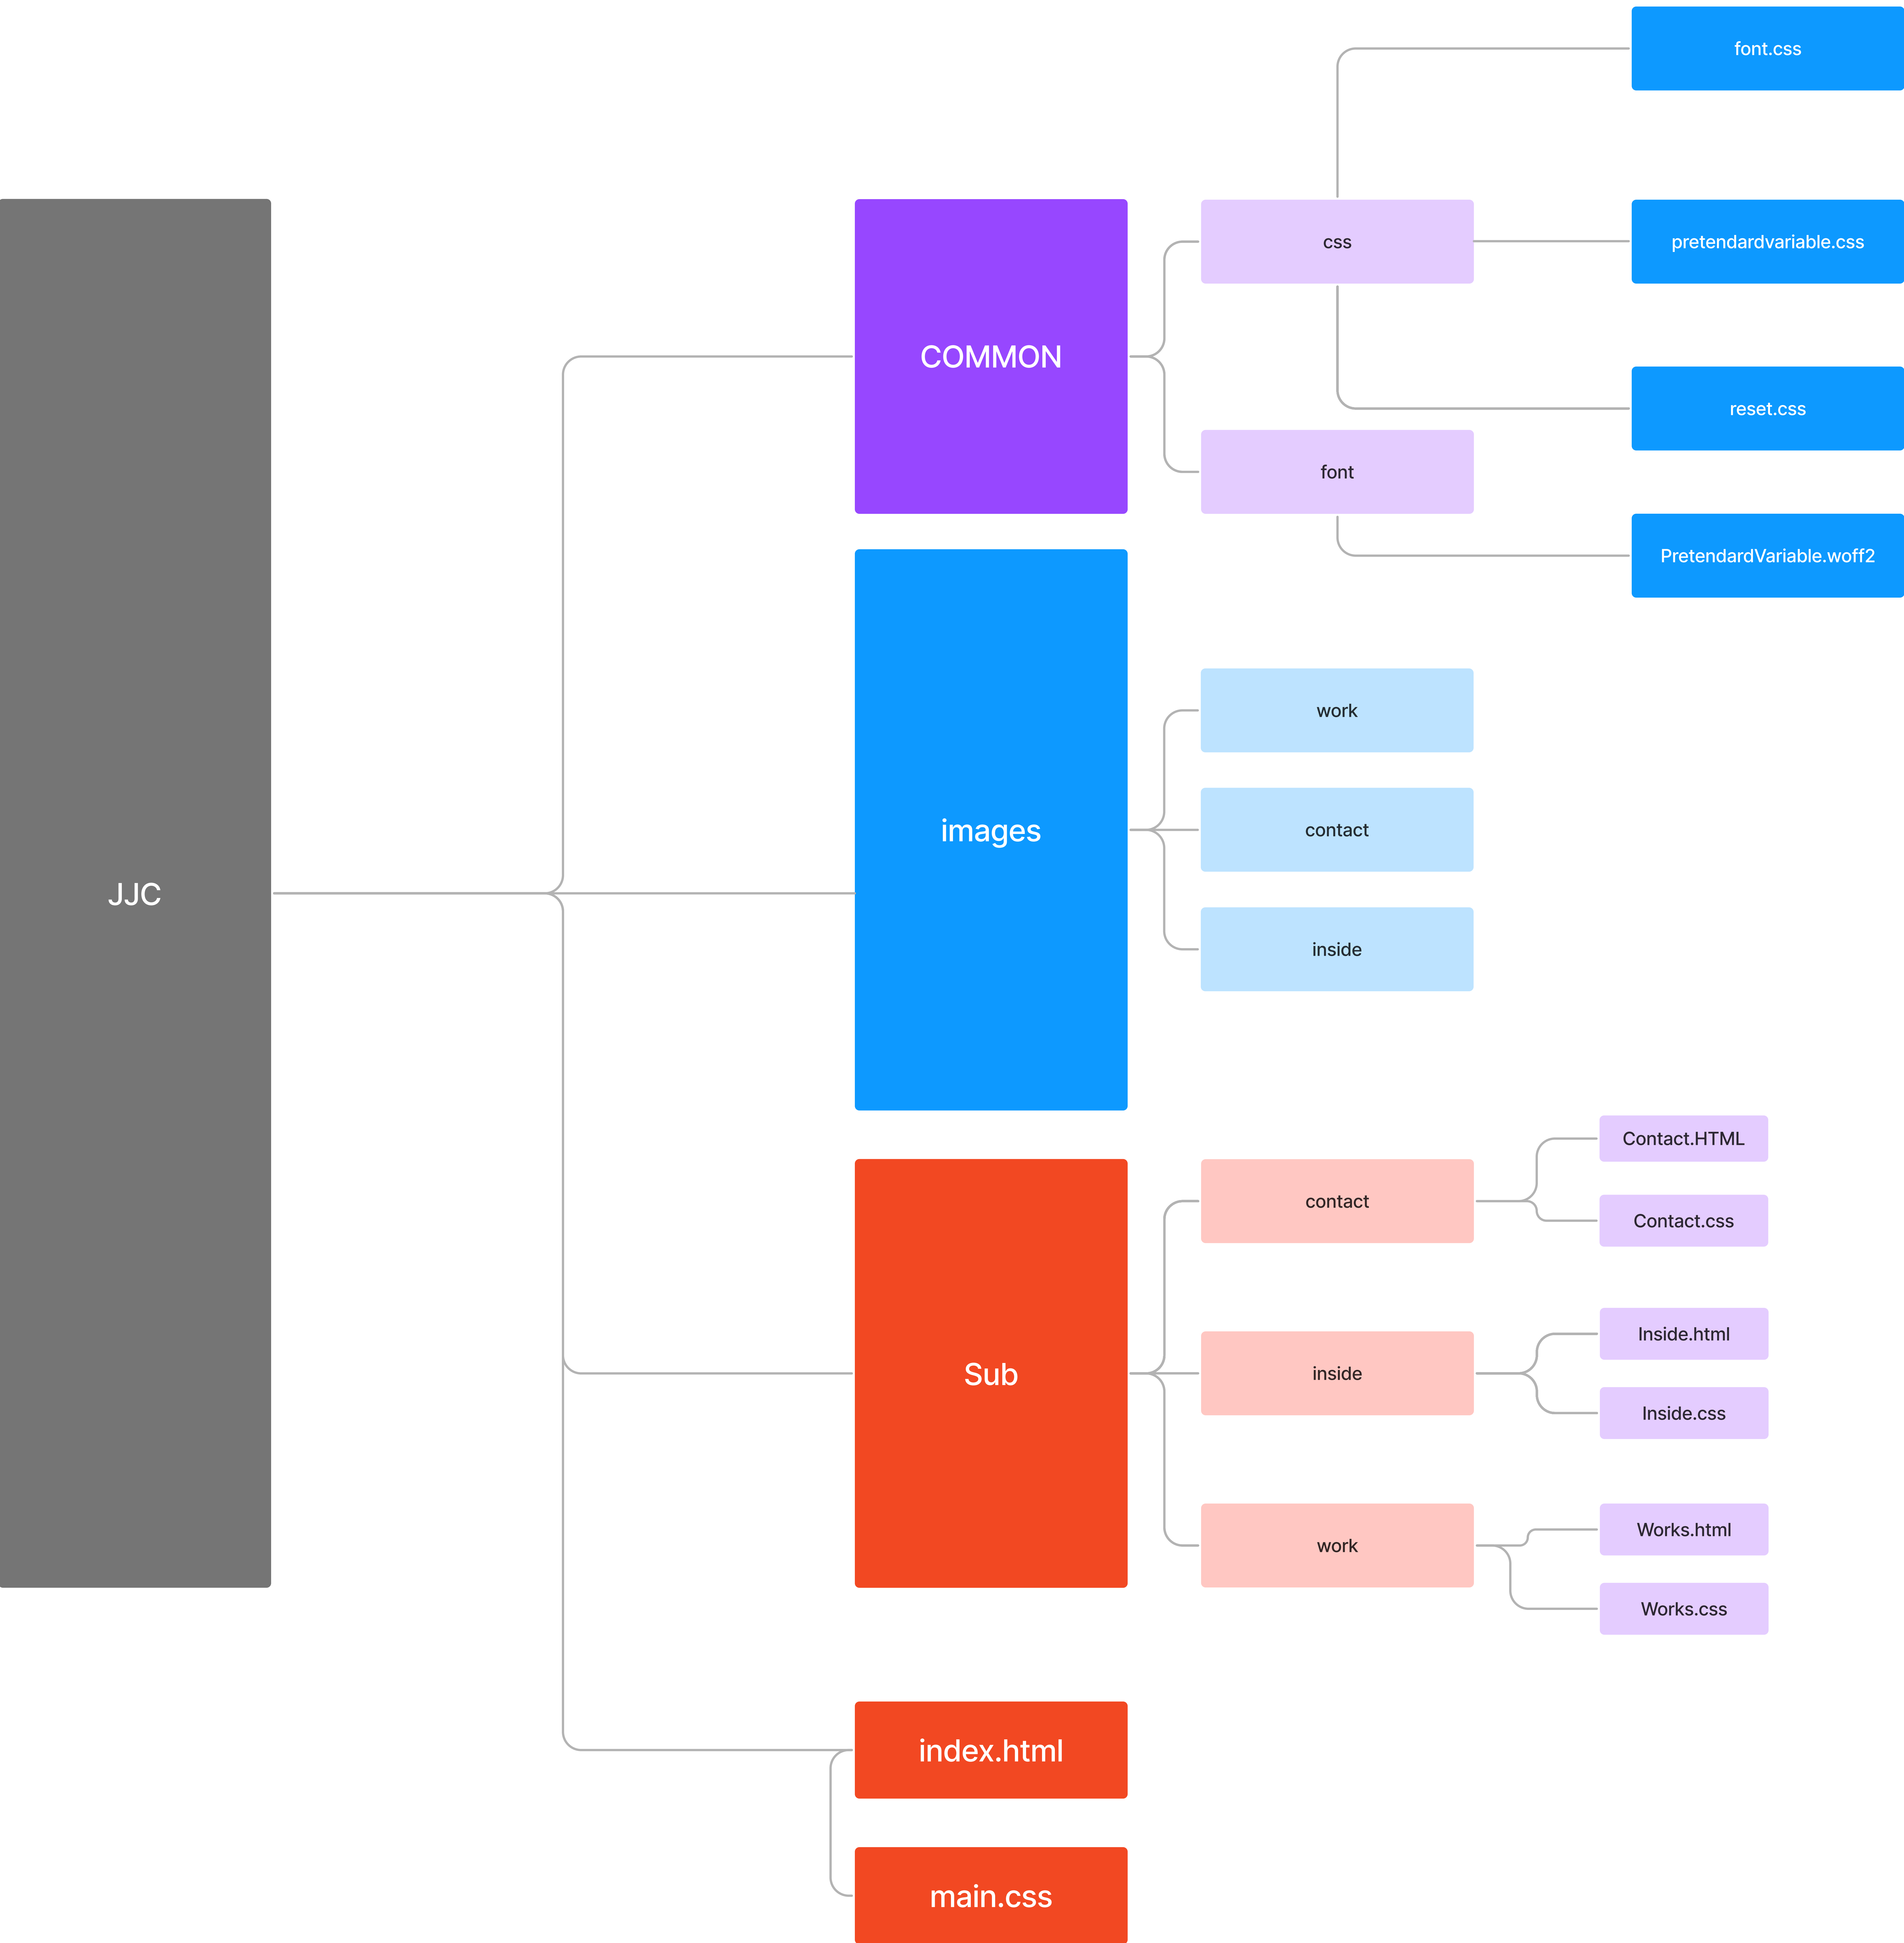 JJC
COMMON
css
font.css
pretendardvariable.css
reset.css
font
PretendardVariable.woff2
images
work
contact
inside
Sub
contact
Contact.HTML
Contact.css
inside
Inside.html
Inside.css
work
Works.html
Works.css
index.html
main.css